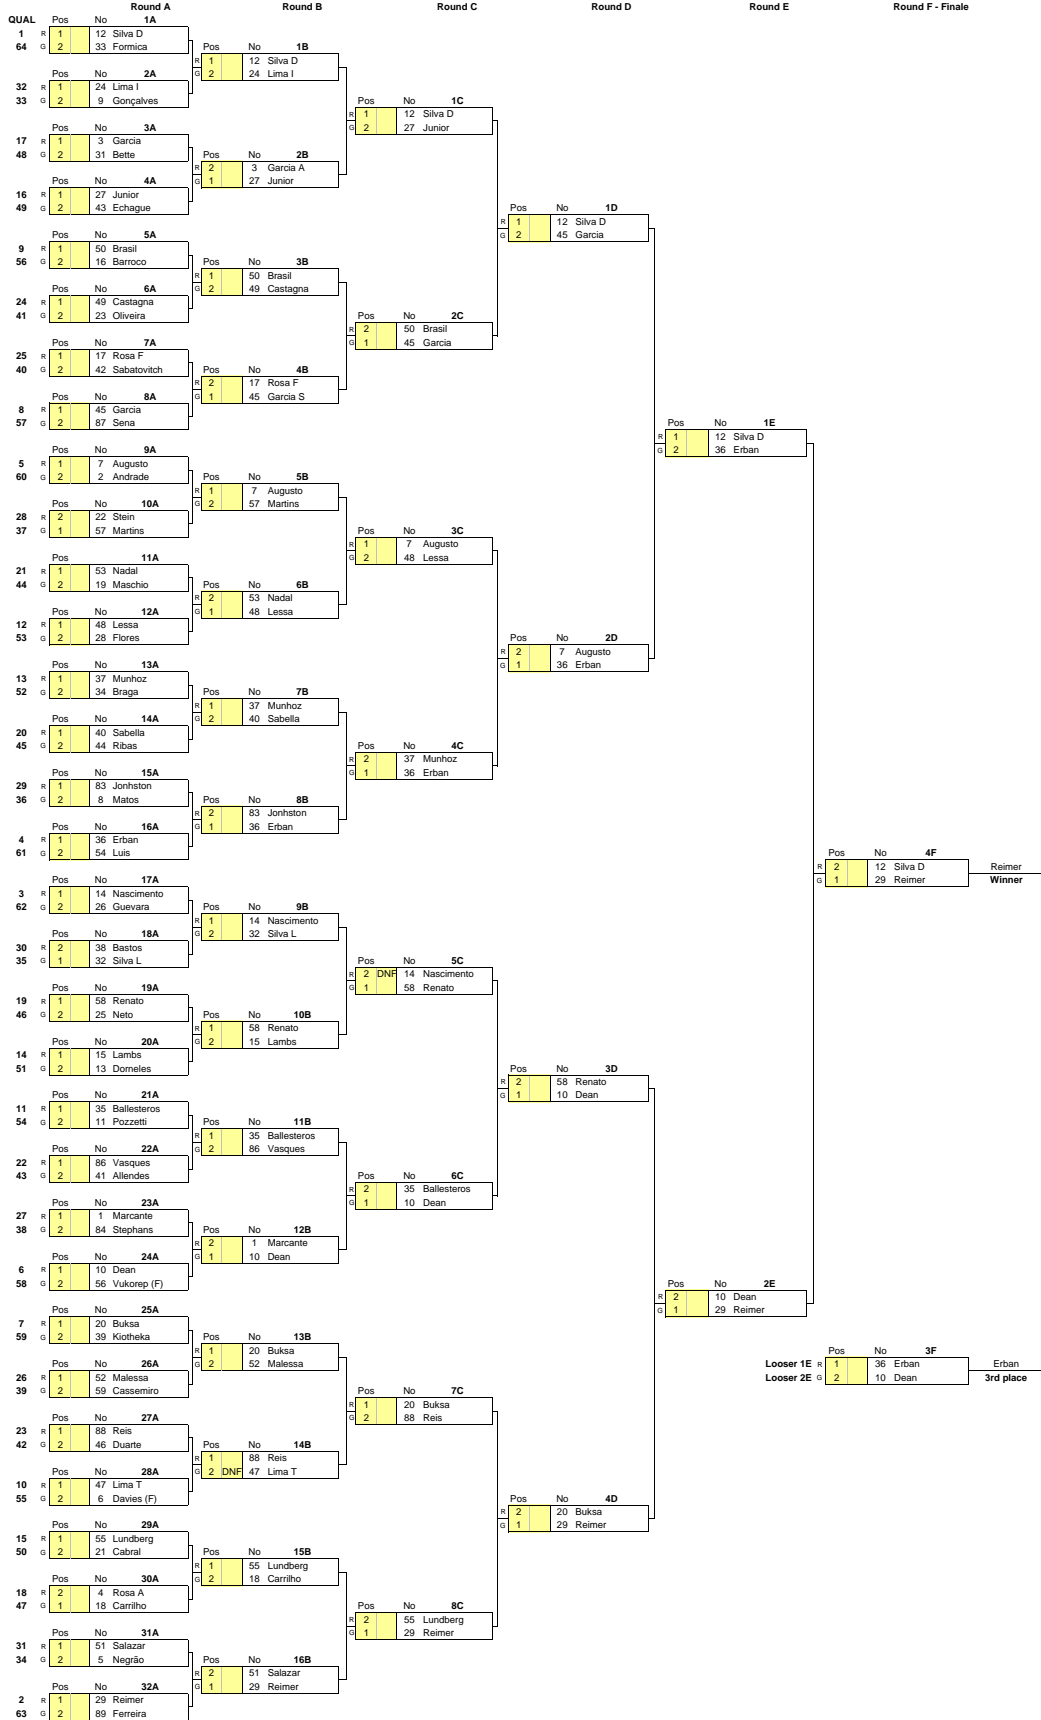 Round A Round B Round C Round D Round E Round F - Finale
QUAL Pos No 1A
1 R 1 12 Silva D
64 G 2 33 Formica
Pos No 1B
R 1 12 Silva D
G 2 24 Lima I
Pos No 2A
32 R 1 24 Lima I
33 G 2 9 Gonçalves
Pos No 1C
R 1 12 Silva D
G 2 27 Junior
Pos No 3A
17 R 1 3 Garcia
48 G 2 31 Bette
Pos No 2B
R 2 3 Garcia A
G 1 27 Junior
Pos No 4A
16 R 1 27 Junior
49 G 2 43 Echague
Pos No 1D
R 1 12 Silva D
G 2 45 Garcia
Pos No 5A
9 R 1 50 Brasil
56 G 2 16 Barroco
Pos No 3B
R 1 50 Brasil
G 2 49 Castagna
Pos No 6A
24 R 1 49 Castagna
41 G 2 23 Oliveira
Pos No 2C
R 2 50 Brasil
G 1 45 Garcia
Pos No 7A
25 R 1 17 Rosa F
40 G 2 42 Sabatovitch
Pos No 4B
R 2 17 Rosa F
G 1 45 Garcia S
Pos No 8A
8 R 1 45 Garcia
57 G 2 87 Sena
Pos No 1E
R 1 12 Silva D
G 2 36 Erban
Pos No 9A
5 R 1 7 Augusto
60 G 2 2 Andrade
Pos No 5B
R 1 7 Augusto
G 2 57 Martins
Pos No 10A
28 R 2 22 Stein
37 G 1 57 Martins
Pos No 3C
R 1 7 Augusto
G 2 48 Lessa
Pos No 11A
21 R 1 53 Nadal
44 G 2 19 Maschio
Pos No 6B
R 2 53 Nadal
G 1 48 Lessa
Pos No 12A
12 R 1 48 Lessa
53 G 2 28 Flores
Pos No 2D
R 2 7 Augusto
G 1 36 Erban
Pos No 13A
13 R 1 37 Munhoz
52 G 2 34 Braga
Pos No 7B
R 1 37 Munhoz
G 2 40 Sabella
Pos No 14A
20 R 1 40 Sabella
45 G 2 44 Ribas
Pos No 4C
R 2 37 Munhoz
G 1 36 Erban
Pos No 15A
29 R 1 83 Jonhston
36 G 2 8 Matos
Pos No 8B
R 2 83 Jonhston
G 1 36 Erban
Pos No 16A
4 R 1 36 Erban
61 G 2 54 Luis
Pos No 4F
R 2 12 Silva D Reimer
G 1 29 Reimer Winner
Pos No 17A
3 R 1 14 Nascimento
62 G 2 26 Guevara
Pos No 9B
R 1 14 Nascimento
G 2 32 Silva L
Pos No 18A
30 R 2 38 Bastos
35 G 1 32 Silva L
Pos No 5C
R 2 DNF 14 Nascimento
G 1 58 Renato
Pos No 19A
19 R 1 58 Renato
46 G 2 25 Neto
Pos No 10B
R 1 58 Renato
G 2 15 Lambs
Pos No 20A
14 R 1 15 Lambs
51 G 2 13 Dorneles
Pos No 3D
R 2 58 Renato
G 1 10 Dean
Pos No 21A
11 R 1 35 Ballesteros
54 G 2 11 Pozzetti
Pos No 11B
R 1 35 Ballesteros
G 2 86 Vasques
Pos No 22A
22 R 1 86 Vasques
43 G 2 41 Allendes
Pos No 6C
R 2 35 Ballesteros
G 1 10 Dean
Pos No 23A
27 R 1 1 Marcante
38 G 2 84 Stephans
Pos No 12B
R 2 1 Marcante
G 1 10 Dean
Pos No 24A
6 R 1 10 Dean
58 G 2 56 Vukorep (F)
Pos No 2E
R 2 10 Dean
G 1 29 Reimer
Pos No 25A
7 R 1 20 Buksa
59 G 2 39 Kiotheka
Pos No 13B
R 1 20 Buksa
G 2 52 Malessa
Pos No 3F
Looser 1E R 1 36 Erban Erban
Looser 2E G 2 10 Dean 3rd place
Pos No 26A
26 R 1 52 Malessa
39 G 2 59 Cassemiro
Pos No 7C
R 1 20 Buksa
G 2 88 Reis
Pos No 27A
23 R 1 88 Reis
42 G 2 46 Duarte
Pos No 14B
R 1 88 Reis
G 2 DNF 47 Lima T
Pos No 28A
10 R 1 47 Lima T
55 G 2 6 Davies (F)
Pos No 4D
R 2 20 Buksa
G 1 29 Reimer
Pos No 29A
15 R 1 55 Lundberg
50 G 2 21 Cabral
Pos No 15B
R 1 55 Lundberg
G 2 18 Carrilho
Pos No 30A
18 R 2 4 Rosa A
47 G 1 18 Carrilho
Pos No 8C
R 2 55 Lundberg
G 1 29 Reimer
Pos No 31A
31 R 1 51 Salazar
34 G 2 5 Negrão
Pos No 16B
R 2 51 Salazar
G 1 29 Reimer
Pos No 32A
2 R 1 29 Reimer
63 G 2 89 Ferreira